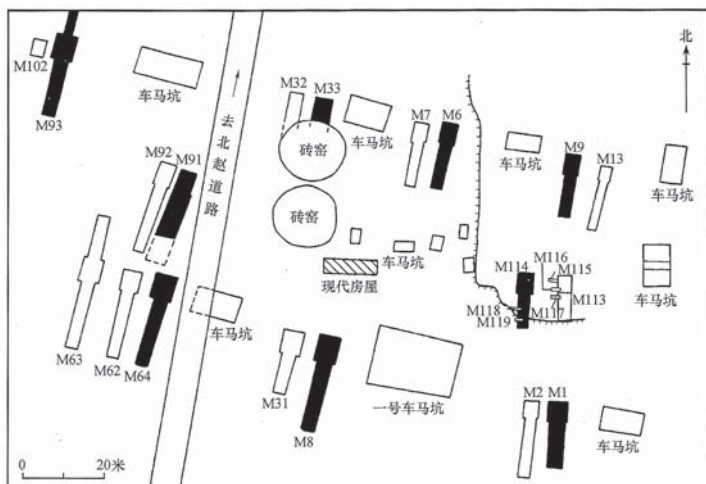 北
M102
M93
车马坑
M32
M33
车马坑
M7
M6
车马坑
M9
M13
车马坑
砖窑
砖窑
去北赵道路
M92
M91
车马坑
现代房屋
M116
M115
M114
M113
M118
M117
M119
车马坑
车马坑
M63
M62
M64
M31
M8
一号车马坑
M2
M1
车马坑
0
20米